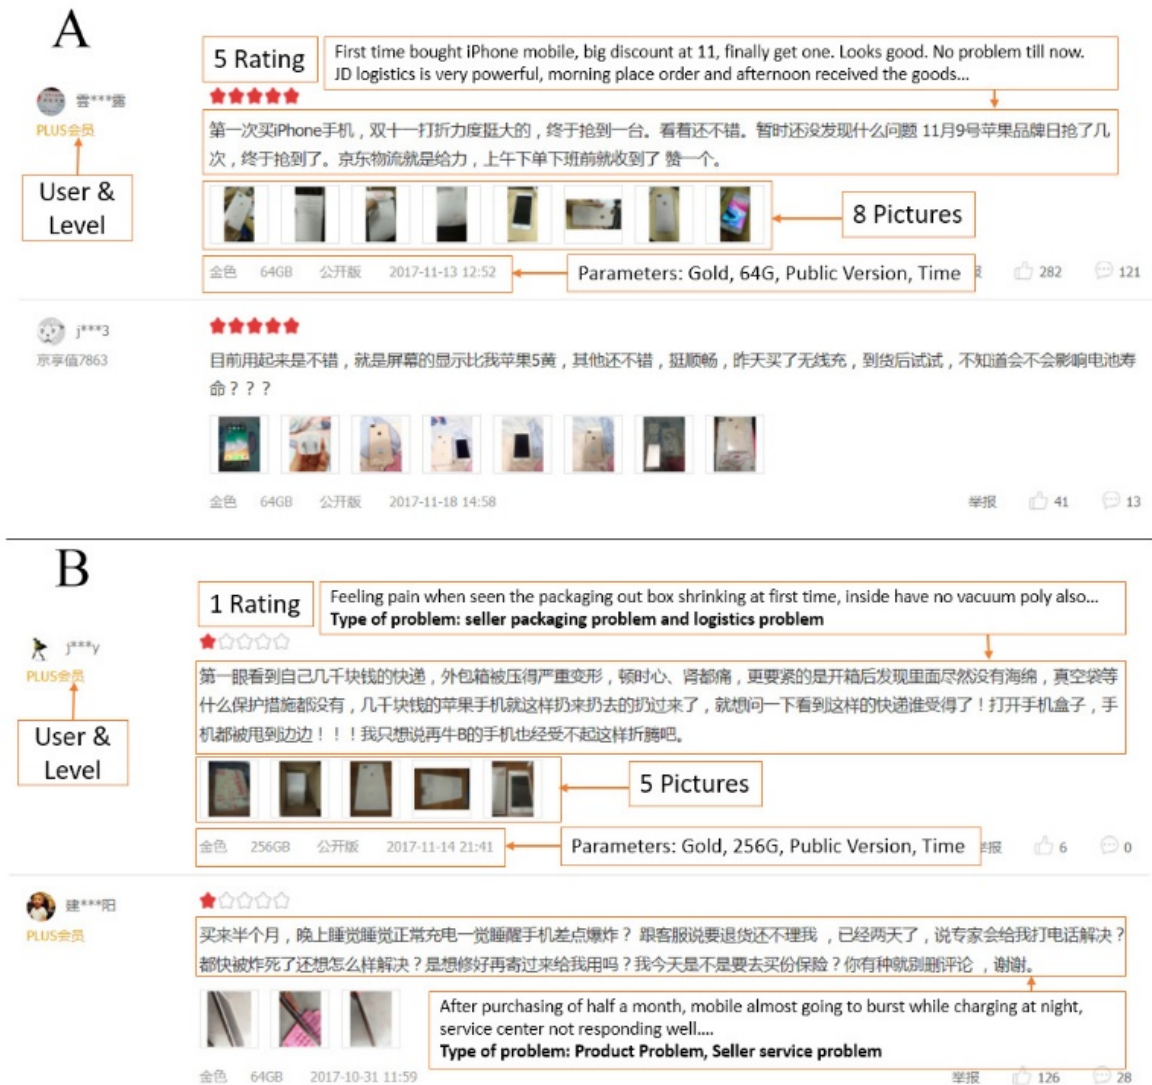 A
5 Rating
First time bought iPhone mobile, big discount at 11, finally get one. Looks good. No problem till now.
JD logistics is very powerful, morning place order and afternoon received the goods...
雲***露
PLUS会员
第一次买iPhone手机，双十一打折力度挺大的，终于抢到一台。看着还不错。暂时还没发现什么问题 11月9号苹果品牌日抢了几
次，终于抢到了。京东物流就是给力，上午下单下班前就收到了 赞一个。
User &
Level
8 Pictures
金色 64GB 公开版 2017-11-13 12:52
Parameters: Gold, 64G, Public Version, Time
282 121
j***3
京享值7863
目前用起来是不错，就是屏幕的显示比我苹果5黄，其他还不错，挺顺畅，昨天买了无线充，到货后试试，不知道会不会影响电池寿
命？？？
金色 64GB 公开版 2017-11-18 14:58 举报 41 13
B
1 Rating
Feeling pain when seen the packaging out box shrinking at first time, inside have no vacuum poly also...
Type of problem: seller packaging problem and logistics problem
j***y
PLUS会员
第一眼看到自己几千块钱的快递，外包箱被压得严重变形，顿时心、肾都痛，更要紧的是开箱后发现里面尽然没有海绵，真空袋等
什么保护措施都没有，几千块钱的苹果手机就这样扔来扔去的扔过来了，就想问一下看到这样的快递谁受得了！打开手机盒子，手
机都被甩到边边！！！我只想说再牛B的手机也经受不起这样折腾吧。
User &
Level
5 Pictures
金色 256GB 公开版 2017-11-14 21:41
Parameters: Gold, 256G, Public Version, Time
举报 6 0
建***阳
PLUS会员
买来半个月，晚上睡觉睡觉正常充电一觉睡醒手机差点爆炸？ 跟客服说要退货还不理我 ，已经两天了，说专家会给我打电话解决？
都快被炸死了还想怎么样解决？是想修好再寄过来给我用吗？我今天是不是要去买份保险？你有种就别删评论 ，谢谢。
After purchasing of half a month, mobile almost going to burst while charging at night,
service center not responding well....
Type of problem: Product Problem, Seller service problem
金色 64GB 2017-10-31 11:59 举报 126 28